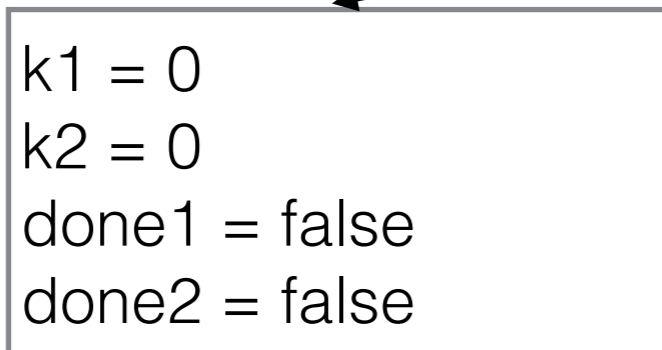 k1 = 0
k2 = 0
done1 = false
done2 = false